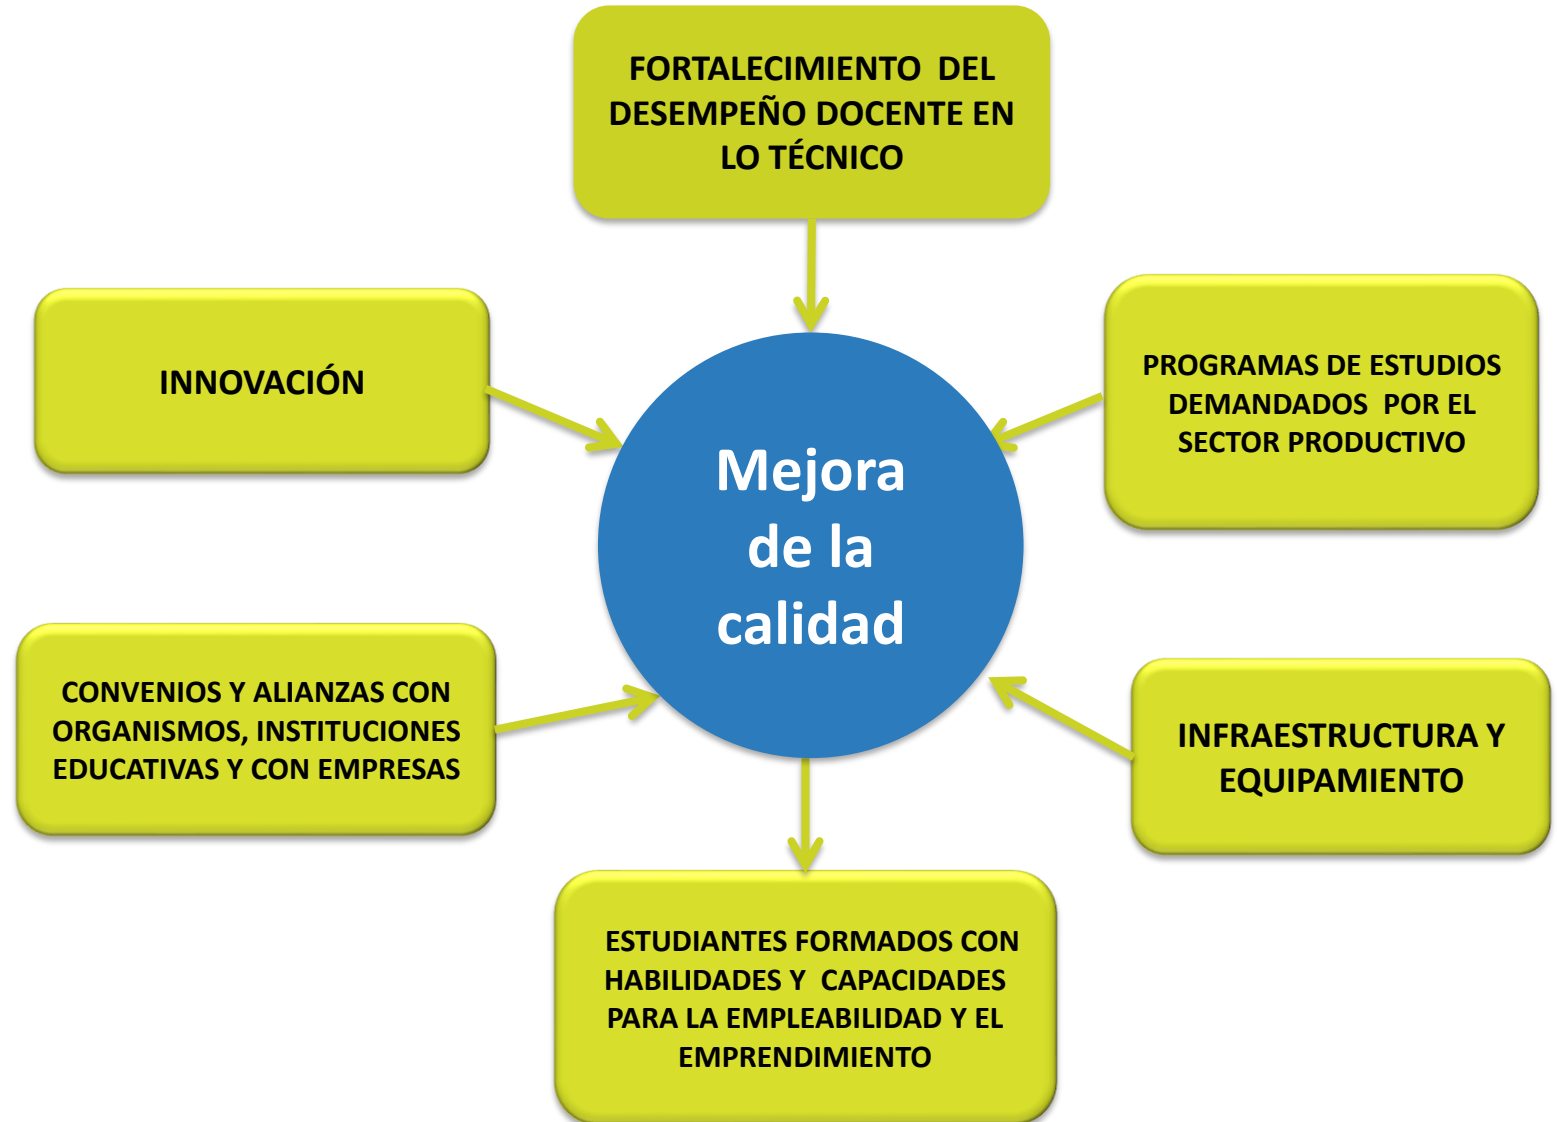 FORTALECIMIENTO DEL
DESEMPEÑO DOCENTE EN
LO TÉCNICO
INNOVACIÓN
PROGRAMAS DE ESTUDIOS
DEMANDADOS POR EL
SECTOR PRODUCTIVO
Mejora
de la
calidad
CONVENIOS Y ALIANZAS CON
ORGANISMOS, INSTITUCIONES
EDUCATIVAS Y CON EMPRESAS
INFRAESTRUCTURA Y
EQUIPAMIENTO
ESTUDIANTES FORMADOS CON
HABILIDADES Y CAPACIDADES
PARA LA EMPLEABILIDAD Y EL
EMPRENDIMIENTO